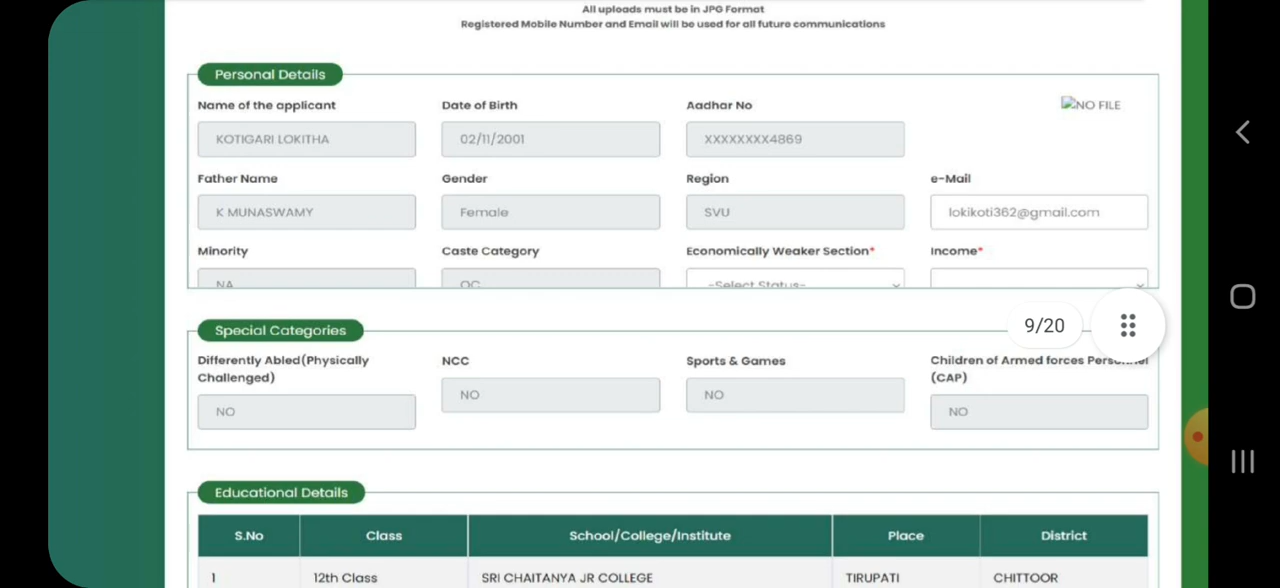 All uploads must be in JPG Format
Registered Mobile Number and Email will be used for all future communications
Personal Details
Name of the applicant Date of Birth Aadhar No NO FILE
KOTIGARI LOKITHA 02/11/2001 XXXXXXXX4869
Father Name Gender Region e-Mail
K MUNASWAMY Female SVU lokikoti362@gmail.com
Minority Caste Category Economically Weaker Section* Income*
NA OC -Select Status-
Special Categories 9/20
Differently Abled(Physically Challenged) NCC Sports & Games Children of Armed forces Personnel (CAP)
NO NO NO NO
Educational Details
S.No Class School/College/Institute Place District
1 12th Class SRI CHAITANYA JR COLLEGE TIRUPATI CHITTOOR